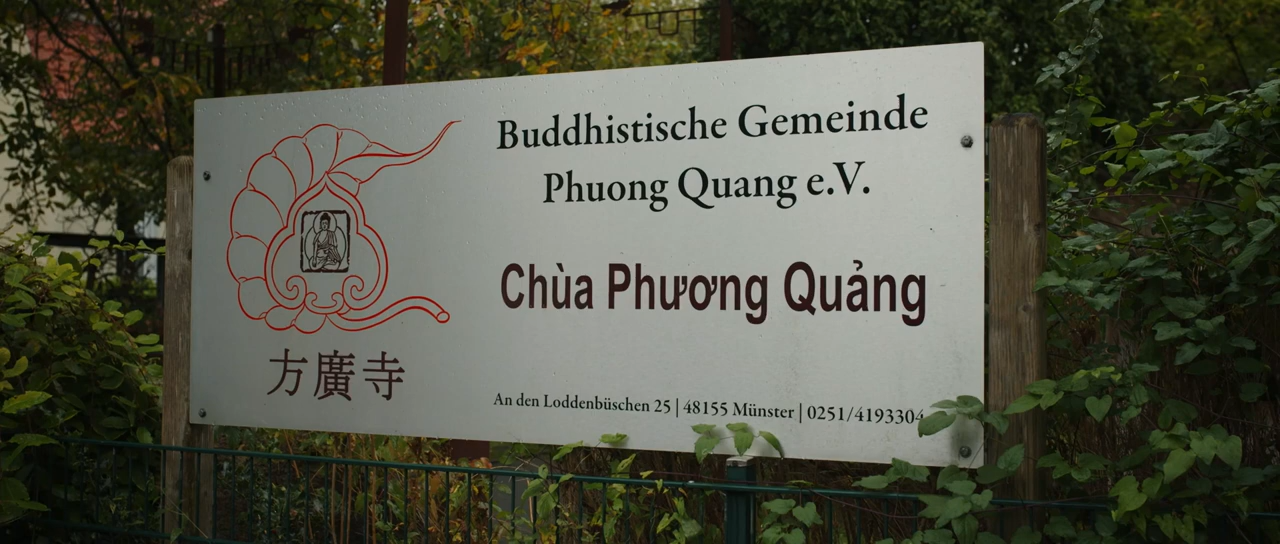 Buddhistische Gemeinde
Phuong Quang e.V.
Chùa Phương Quảng
方廣寺
An den Loddenbüschen 25 | 48155 Münster | 0251/4193304